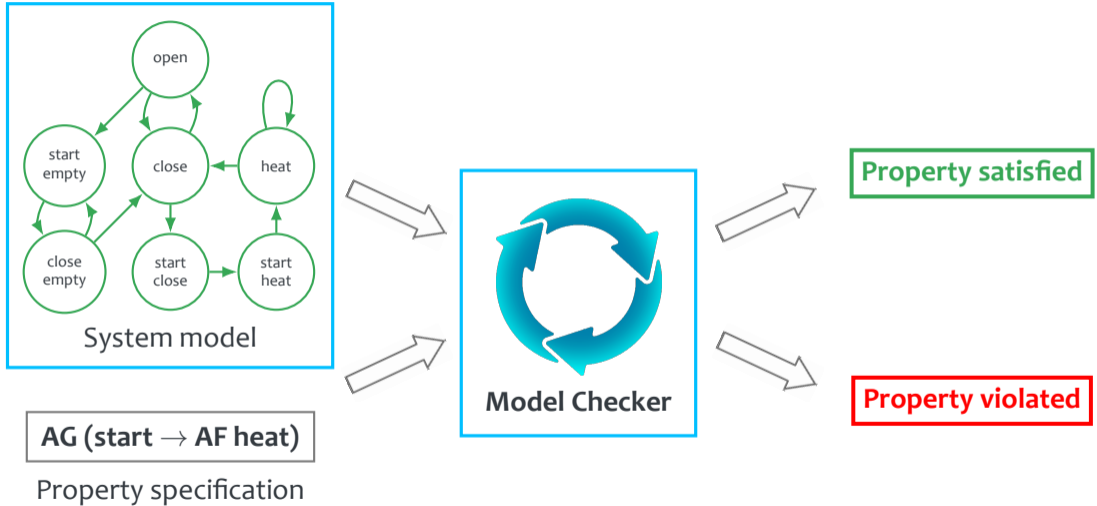 open
start
empty
close
heat
close
empty
start
close
start
heat
System model
AG (start → AF heat)
Property specification
Model Checker
Property satisfied
Property violated